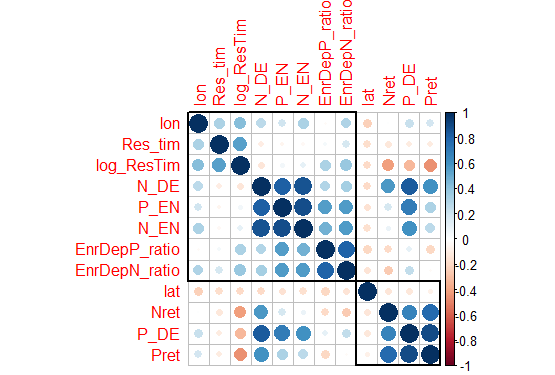 lon
Res_tim
log_ResTim
N_DE
P_EN
N_EN
EnrDepP_ratio
EnrDepN_ratio
lat
Nret
P_DE
Pret
lon
Res_tim
log_ResTim
N_DE
P_EN
N_EN
EnrDepP_ratio
EnrDepN_ratio
lat
Nret
P_DE
Pret
1
0.8
0.6
0.4
0.2
0
-0.2
-0.4
-0.6
-0.8
-1